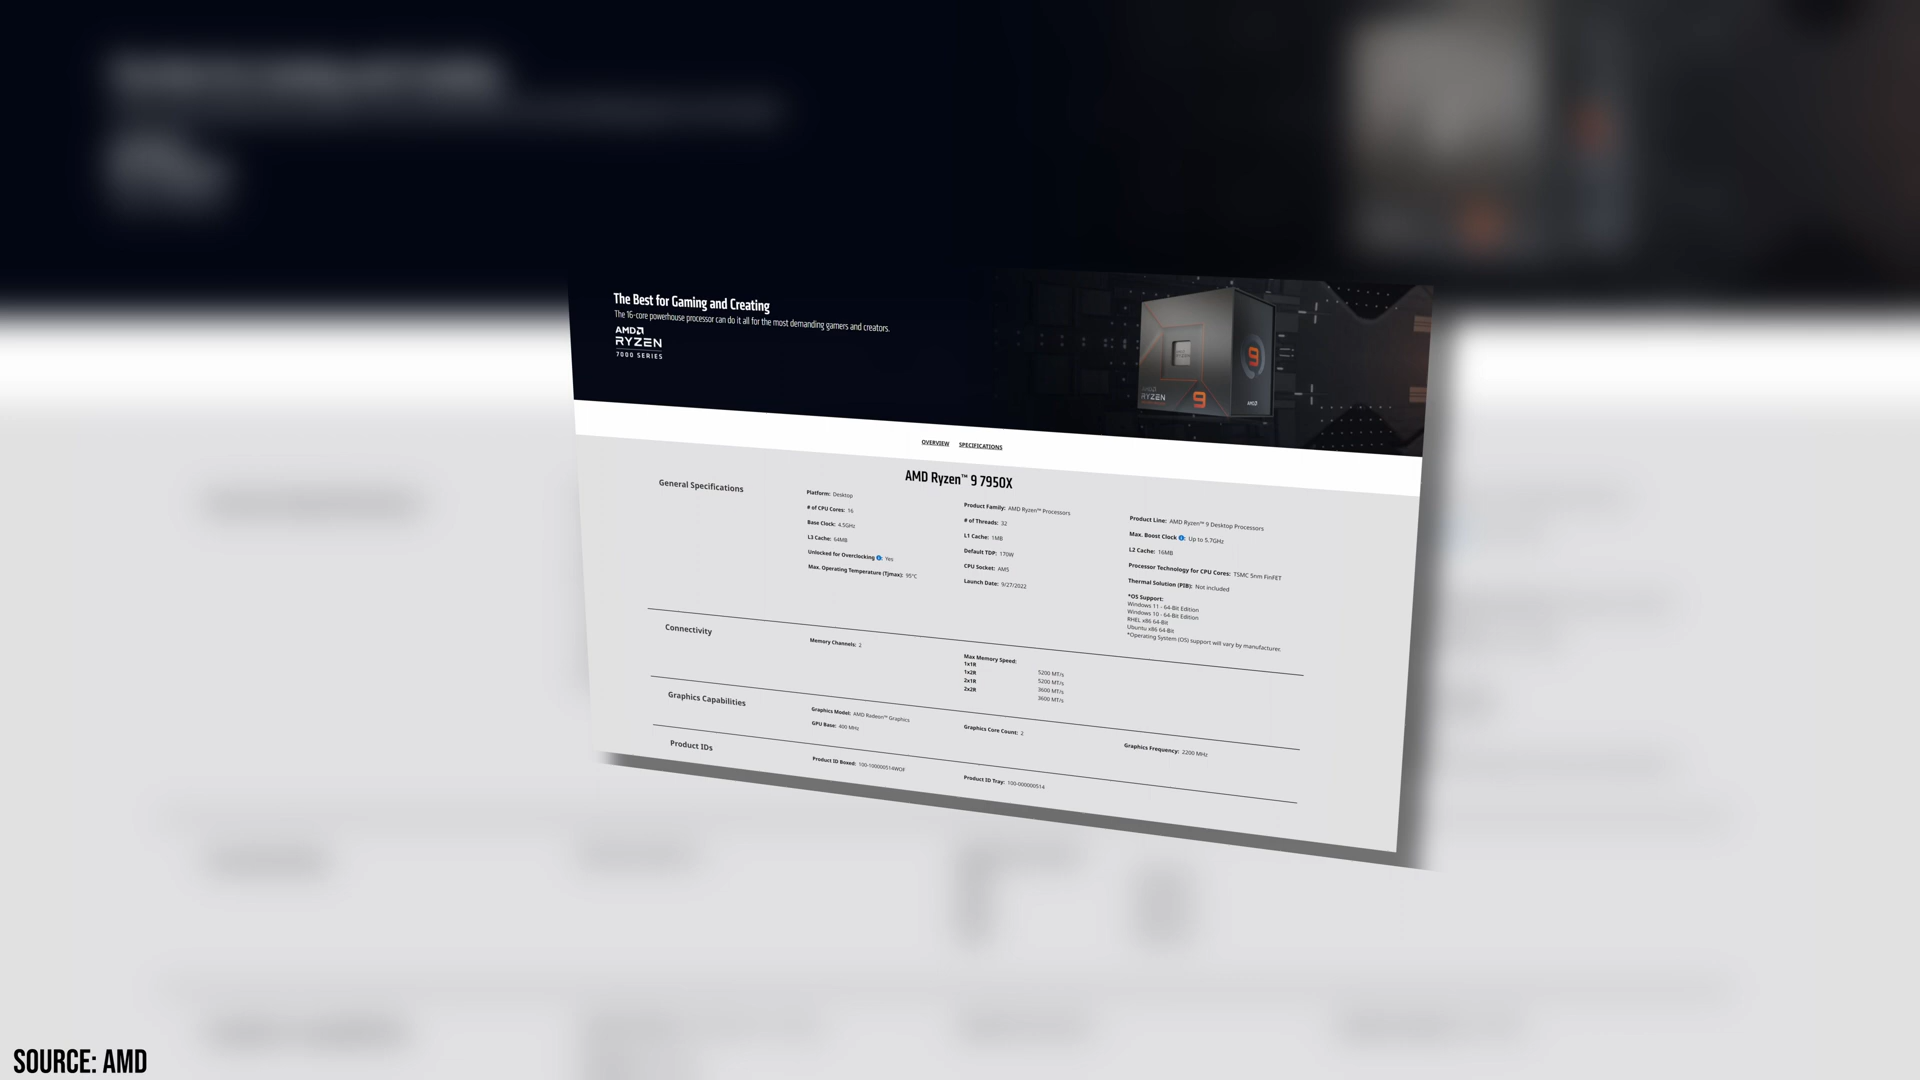 The Best for Gaming and Creating
The 16-core powerhouse processor can do it all for the most demanding gamers and creators.
AMD
RYZEN
7000 SERIES
AMD
RYZEN
9
9
AMD
OVERVIEW SPECIFICATIONS
AMD Ryzen™ 9 7950X
General Specifications
Platform: Desktop
Product Family: AMD Ryzen™ Processors
Product Line: AMD Ryzen™ 9 Desktop Processors
# of CPU Cores: 16
# of Threads: 32
Max. Boost Clock: Up to 5.7GHz
Base Clock: 4.5GHz
L1 Cache: 1MB
L2 Cache: 16MB
L3 Cache: 64MB
Default TDP: 170W
Processor Technology for CPU Cores: TSMC 5nm FinFET
Unlocked for Overclocking: Yes
CPU Socket: AM5
Thermal Solution (PIB): Not included
Max. Operating Temperature (Tjmax): 95°C
Launch Date: 9/27/2022
*OS Support:
Windows 11 - 64-Bit Edition
Windows 10 - 64-Bit Edition
RHEL x86 64-Bit
Ubuntu x86 64-Bit
*Operating System (OS) support will vary by manufacturer.
Connectivity
Memory Channels: 2
Max Memory Speed:
1x1R 5200 MT/s
1x2R 5200 MT/s
2x1R 3600 MT/s
2x2R 3600 MT/s
Graphics Capabilities
Graphics Model: AMD Radeon™ Graphics
Graphics Core Count: 2
Graphics Frequency: 2200 MHz
GPU Base: 400 MHz
Product IDs
Product ID Boxed: 100-100000514WOF
Product ID Tray: 100-000000514
SOURCE: AMD